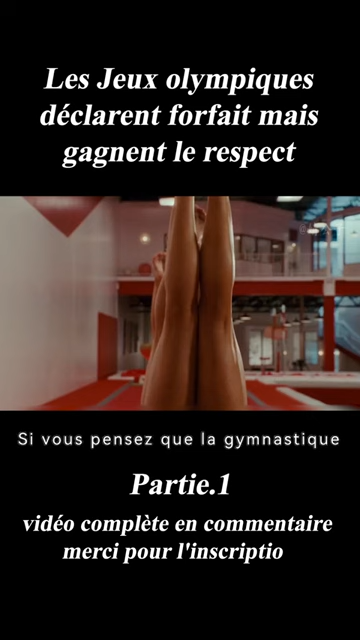 Les Jeux olympiques
déclarent forfait mais
gagnent le respect
Si vous pensez que la gymnastique
Partie.1
vidéo complète en commentaire
merci pour l'inscriptio